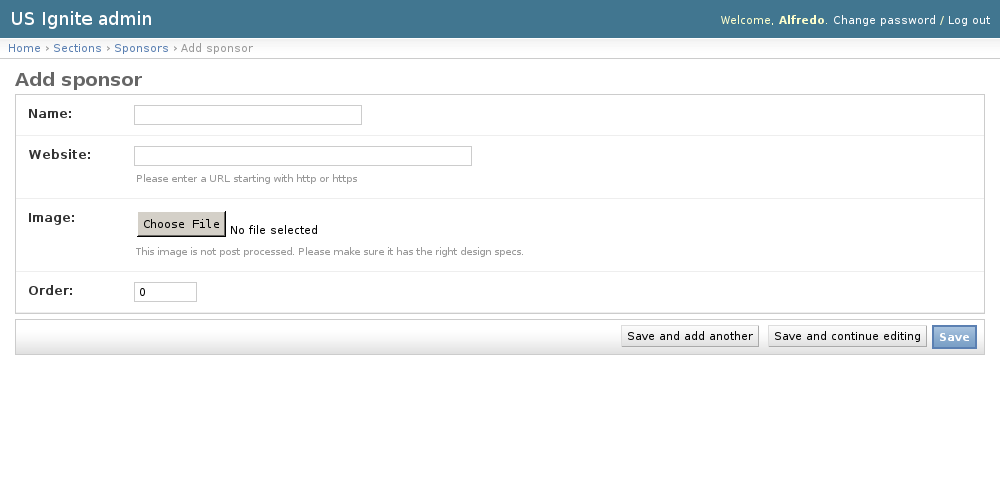 US Ignite admin
Welcome, Alfredo. Change password / Log out
Home › Sections › Sponsors › Add sponsor
Add sponsor
Name:
Website:
Please enter a URL starting with http or https
Image:
Choose File No file selected
This image is not post processed. Please make sure it has the right design specs.
Order:
0
Save and add another Save and continue editing Save